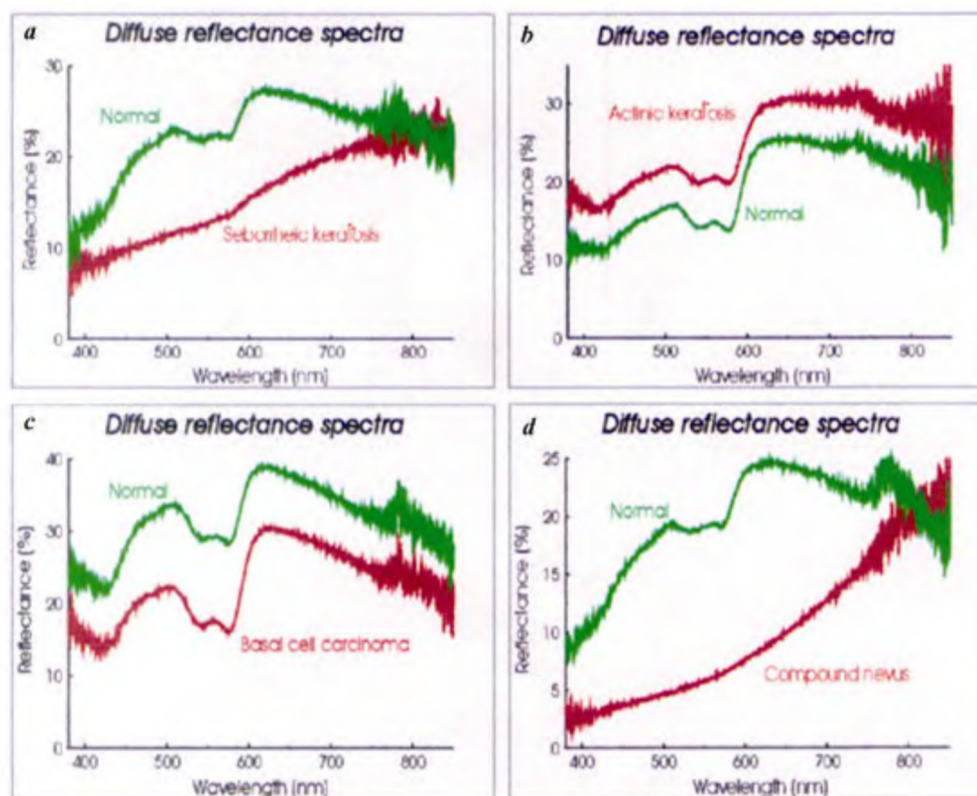 a Diffuse reflectance spectra
30
20
10
0
Reflectance (%)
Normal
Seborrheic keratosis
400 500 600 700 800
Wavelength (nm)
b Diffuse reflectance spectra
30
20
10
0
Reflectance (%)
Actinic keratosis
Normal
400 500 600 700 800
Wavelength (nm)
c Diffuse reflectance spectra
40
30
20
10
0
Reflectance (%)
Normal
Basal cell carcinoma
400 500 600 700 800
Wavelength (nm)
d Diffuse reflectance spectra
25
20
15
10
5
0
Reflectance (%)
Normal
Compound nevus
400 500 600 700 800
Wavelength (nm)